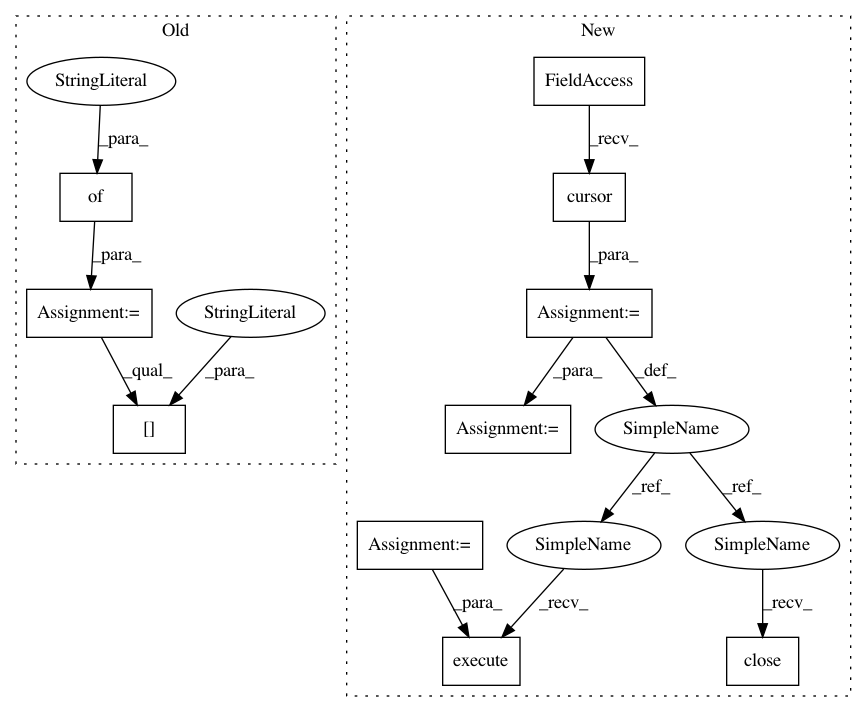 Old
New
StringLiteral
FieldAccess
_para_
_recv_
of
cursor
_para_
_para_
Assignment:=
StringLiteral
Assignment:=
_qual_
_para_
_para_
_def_
[]
Assignment:=
SimpleName
_ref_
_ref_
Assignment:=
SimpleName
SimpleName
_para_
_recv_
_recv_
execute
close